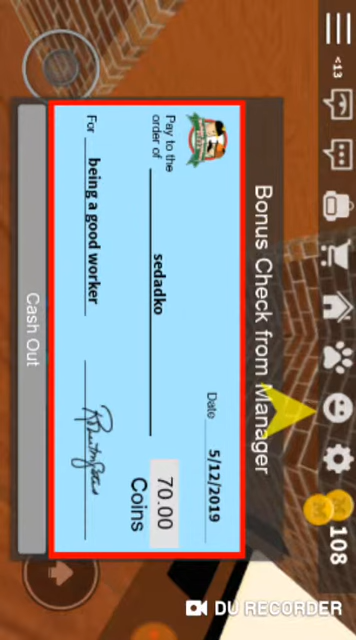 <13
108
Bonus Check from Manager
Date 5/12/2019
Pay to the
order of sedadko
70.00
Coins
For being a good worker
Cash Out
DU RECORDER